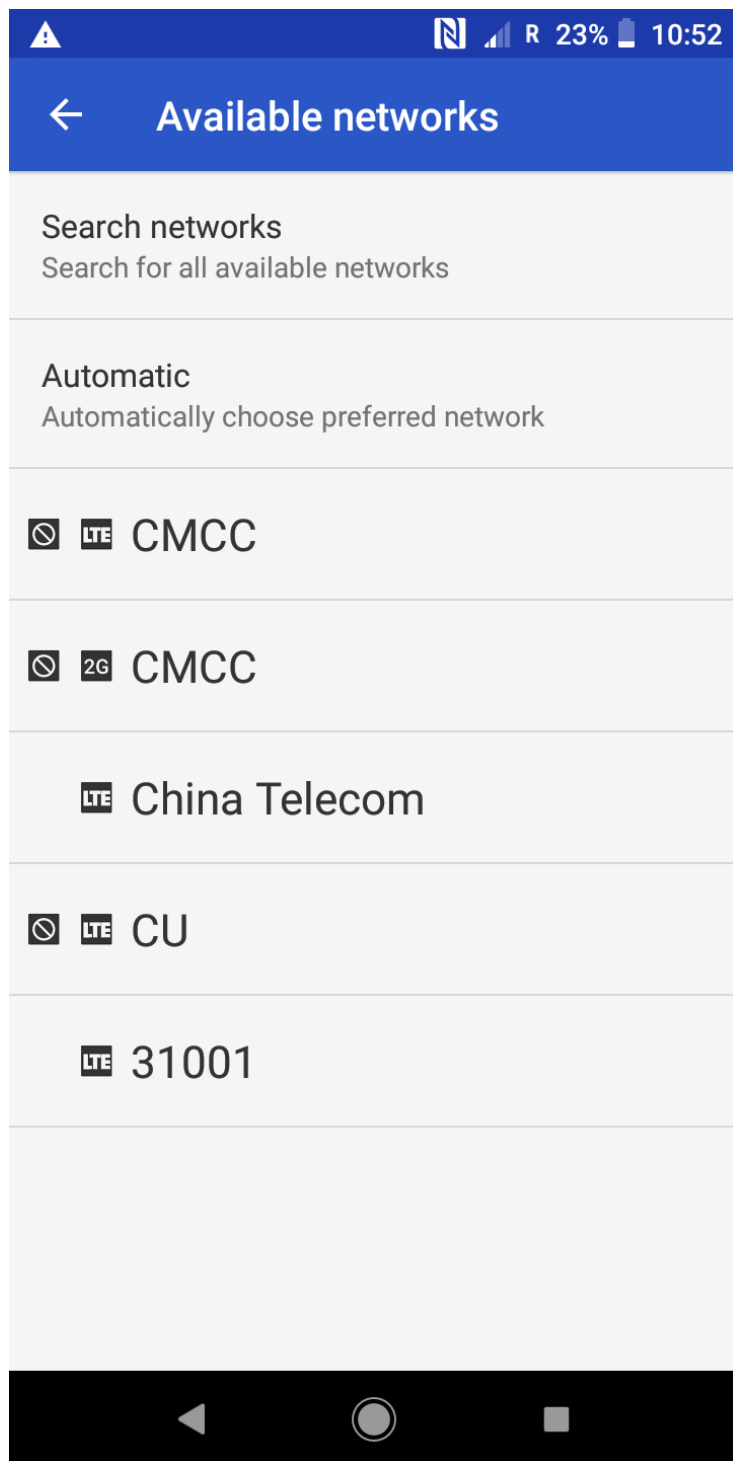 R 23% 10:52
Available networks
Search networks
Search for all available networks
Automatic
Automatically choose preferred network
LTE CMCC
2G CMCC
LTE China Telecom
LTE CU
LTE 31001